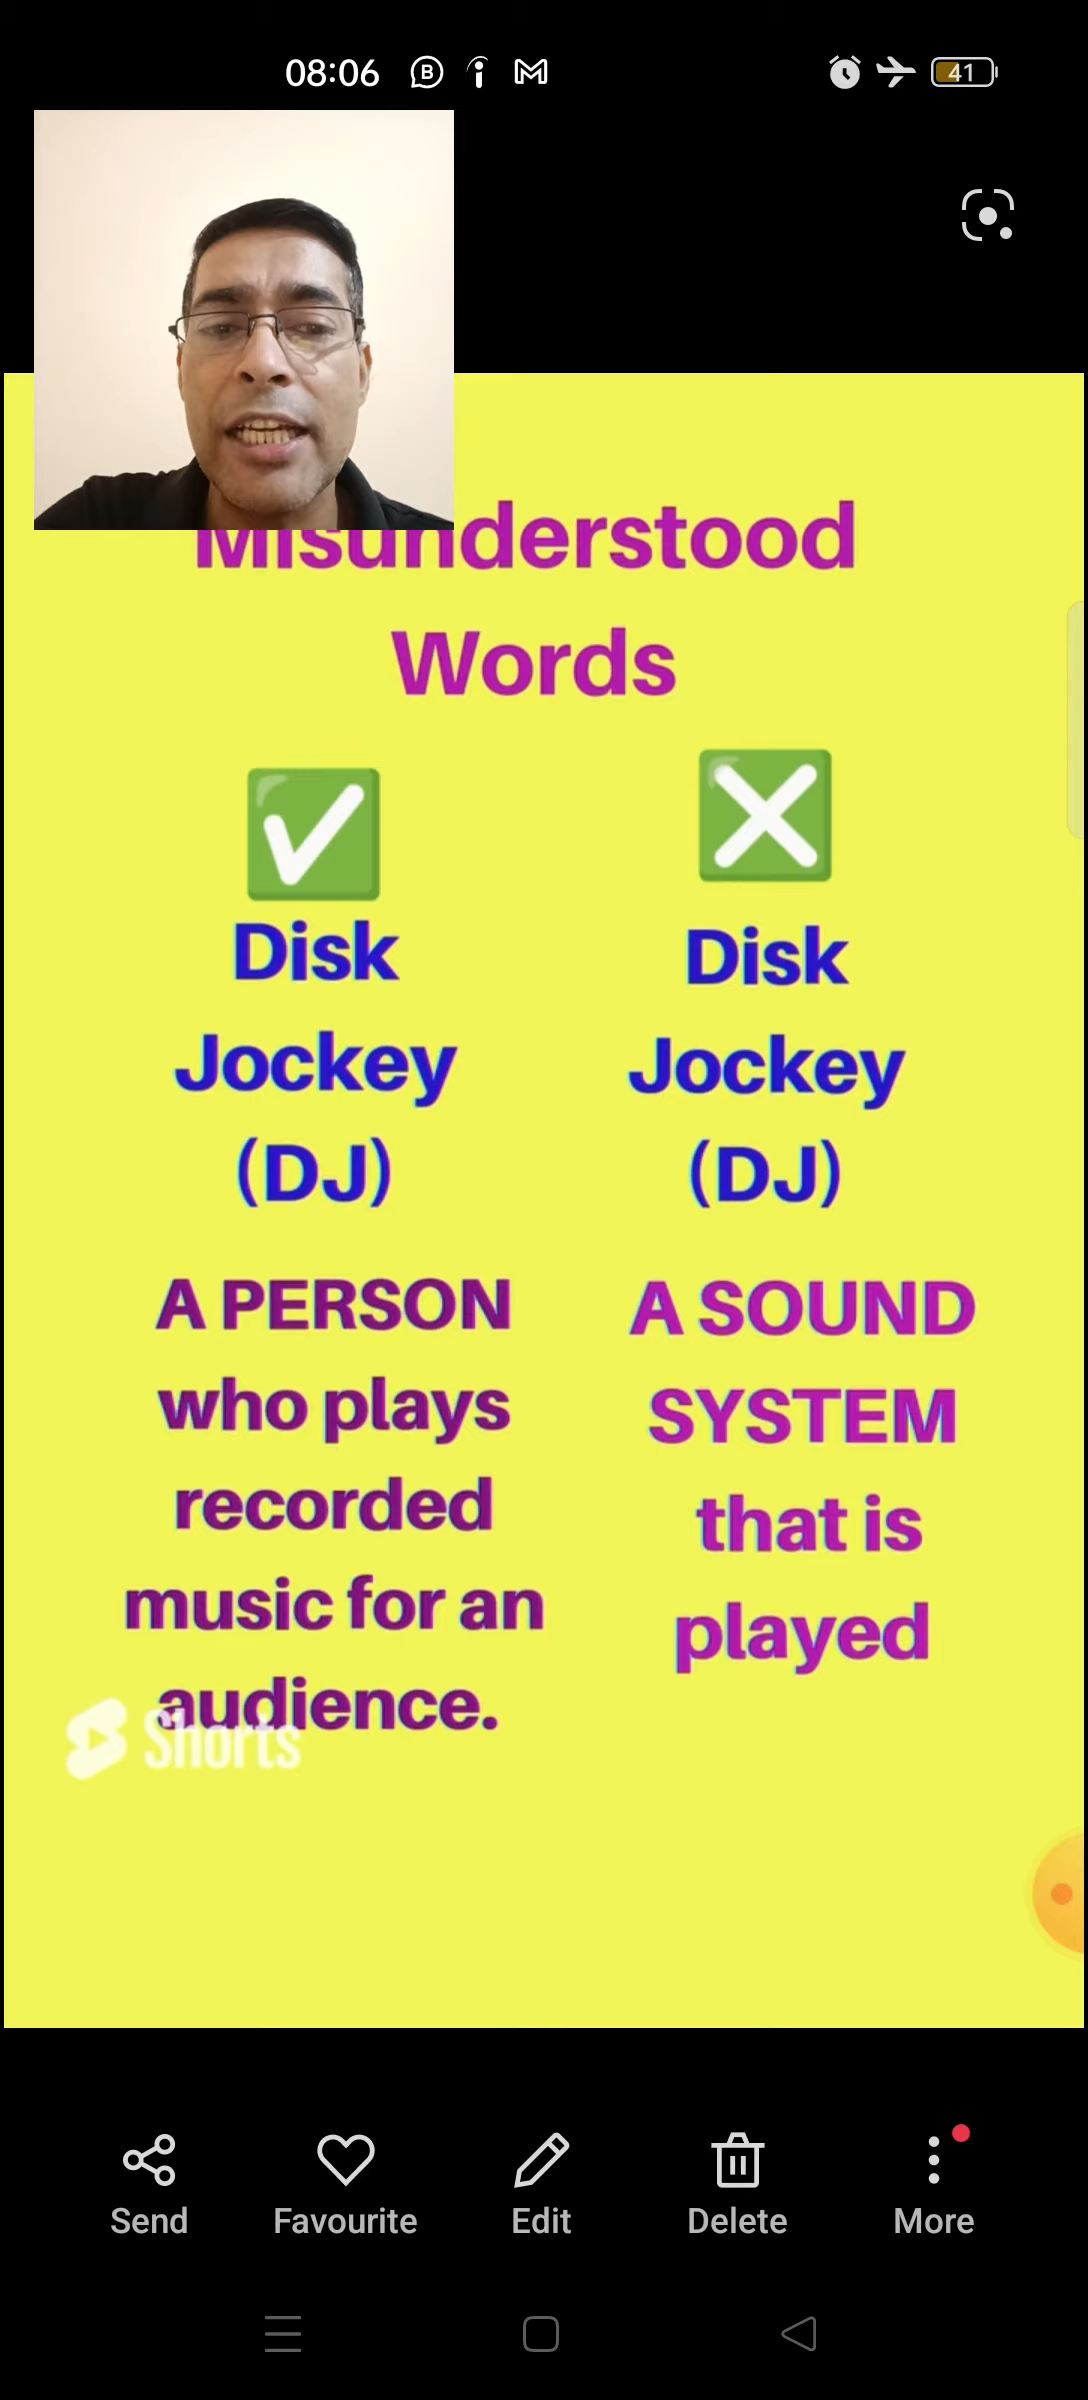 08:06
41
Misunderstood
Words
Disk
Jockey
(DJ)
A PERSON
who plays
recorded
music for an
audience.
Disk
Jockey
(DJ)
A SOUND
SYSTEM
that is
played
Shorts
Send
Favourite
Edit
Delete
More